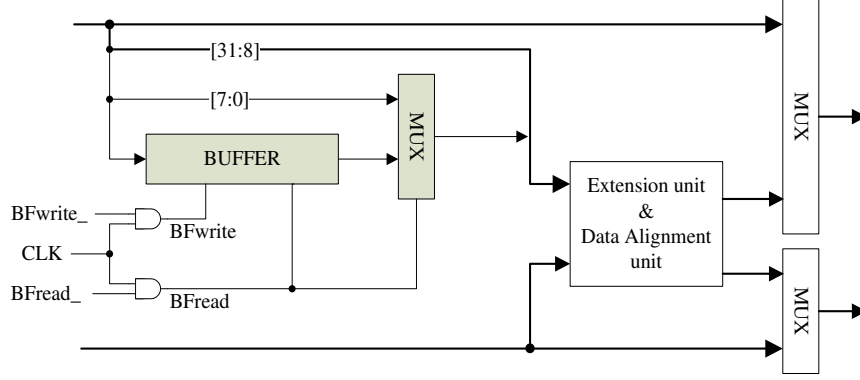 [31:8]
[7:0]
MUX
MUX
BUFFER
Extension unit
&
Data Alignment
unit
BFwrite_
BFwrite
CLK
BFread_
BFread
MUX